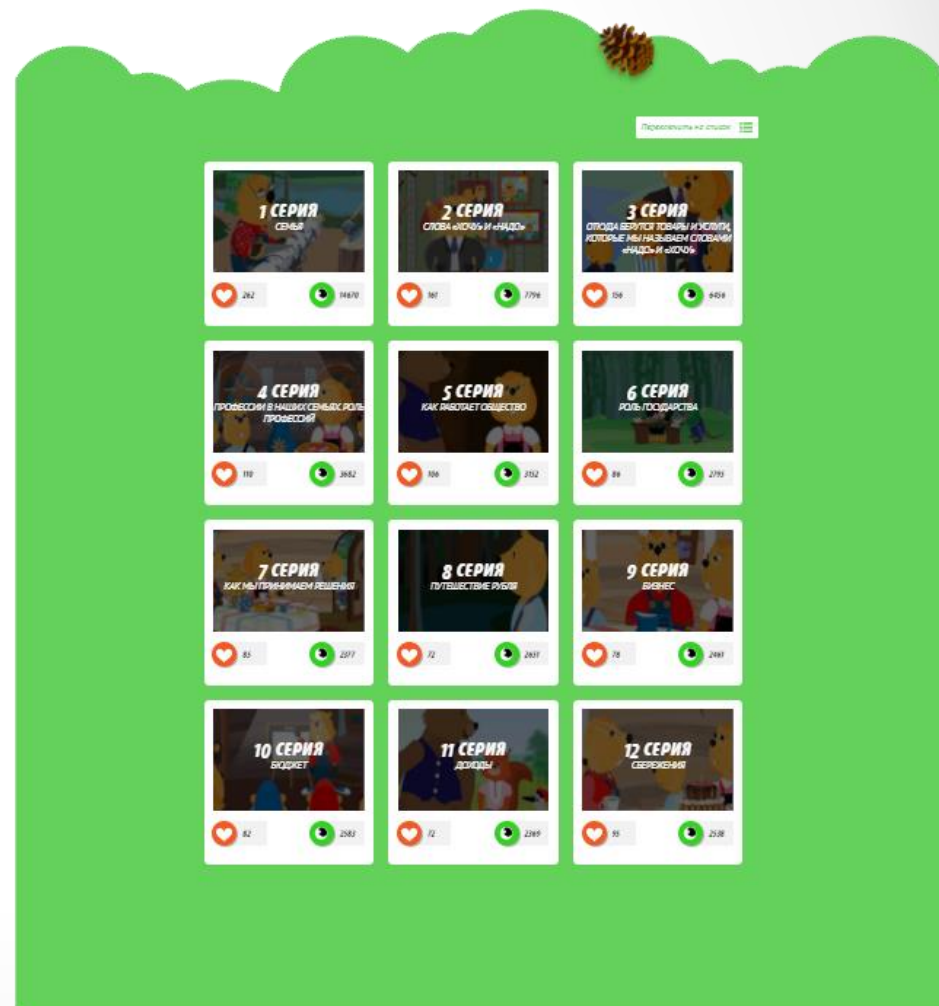 Переключить на список
1 СЕРИЯ
СЕМЬЯ
2 СЕРИЯ
СЛОВА «ХОЧУ» И «НАДО»
3 СЕРИЯ
ОТКУДА БЕРУТСЯ ТОВАРЫ И УСЛУГИ,
КОТОРЫЕ МЫ НАЗЫВАЕМ СЛОВАМИ
«НАДО» И «ХОЧУ»
262
14670
161
7796
156
6456
4 СЕРИЯ
ПРОФЕССИИ В НАШИХ СЕМЬЯХ. РОЛЬ
ПРОФЕССИЙ
5 СЕРИЯ
КАК РАБОТАЕТ ОБЩЕСТВО
6 СЕРИЯ
РОЛЬ ГОСУДАРСТВА
110
3682
106
3152
86
2793
7 СЕРИЯ
КАК МЫ ПРИНИМАЕМ РЕШЕНИЯ
8 СЕРИЯ
ПУТЕШЕСТВИЕ РУБЛЯ
9 СЕРИЯ
БИЗНЕС
85
2377
72
2631
78
2461
10 СЕРИЯ
БЮДЖЕТ
11 СЕРИЯ
ДОХОДЫ
12 СЕРИЯ
СБЕРЕЖЕНИЯ
82
2583
72
2369
95
2538